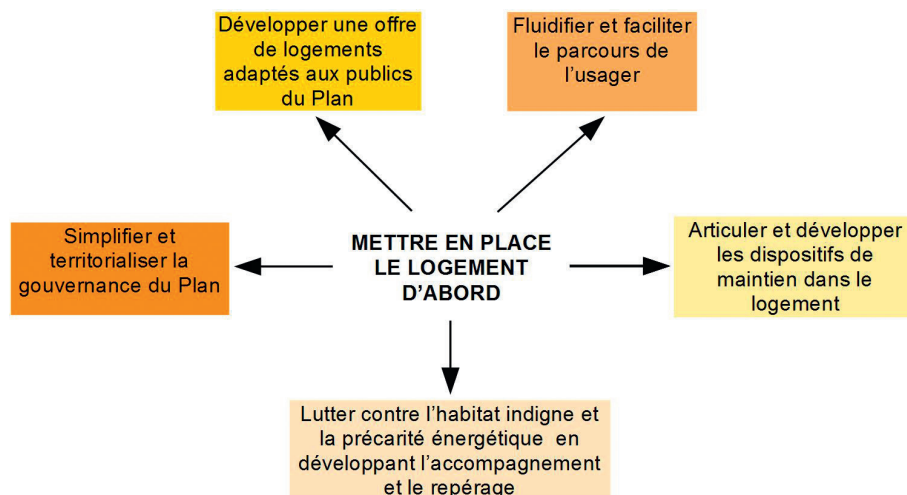 Développer une offre
de logements
adaptés aux publics
du Plan
Fluidifier et faciliter
le parcours de
l’usager
Simplifier et
territorialiser la
gouvernance du Plan
METTRE EN PLACE
LE LOGEMENT
D’ABORD
Articuler et développer
les dispositifs de
maintien dans le
logement
Lutter contre l’habitat indigne et
la précarité énergétique en
développant l’accompagnement
et le repérage